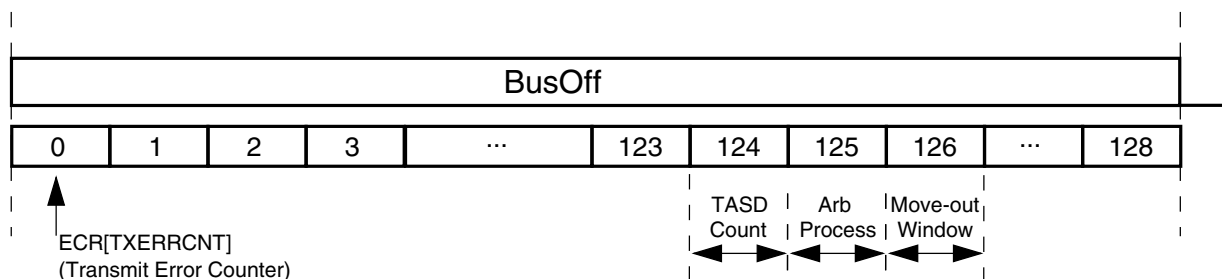 BusOff
0 1 2 3 ... 123 124 125 126 ... 128
TASD Count
Arb Process
Move-out Window
ECR[TXERRCNT]
(Transmit Error Counter)